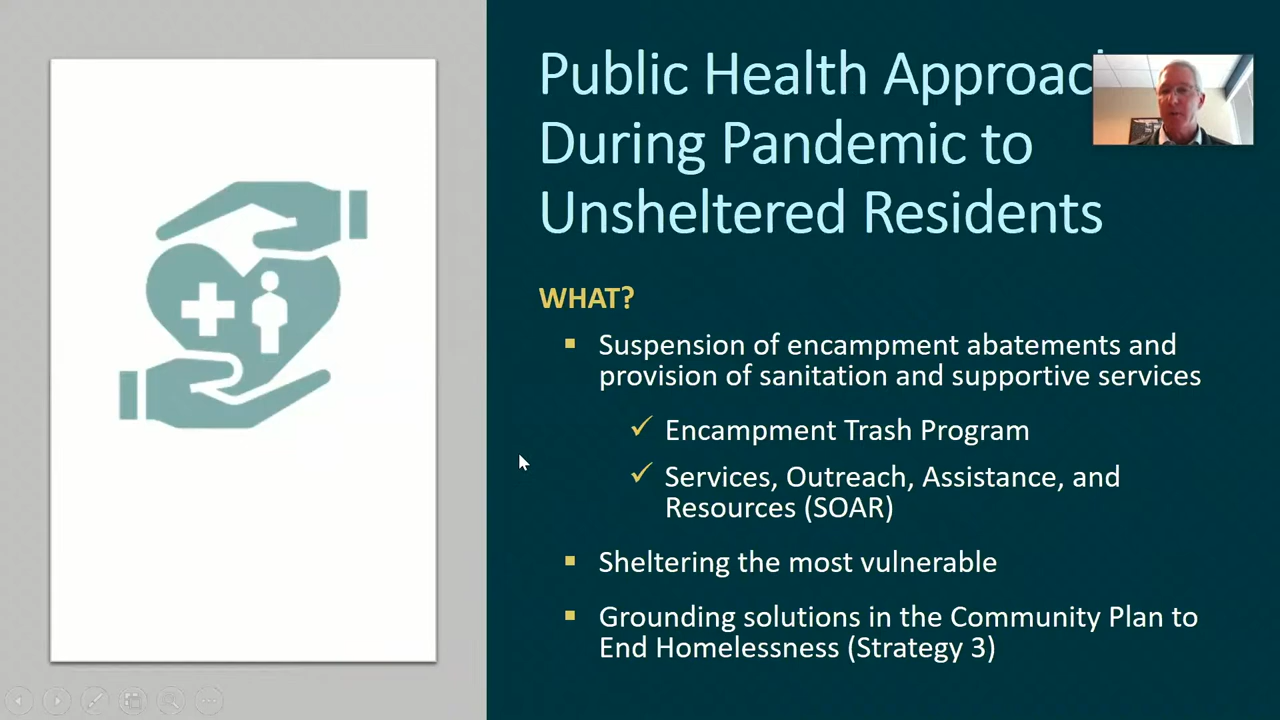 Public Health Approac
During Pandemic to
Unsheltered Residents
WHAT?
Suspension of encampment abatements and
provision of sanitation and supportive services
Encampment Trash Program
Services, Outreach, Assistance, and
Resources (SOAR)
Sheltering the most vulnerable
Grounding solutions in the Community Plan to
End Homelessness (Strategy 3)